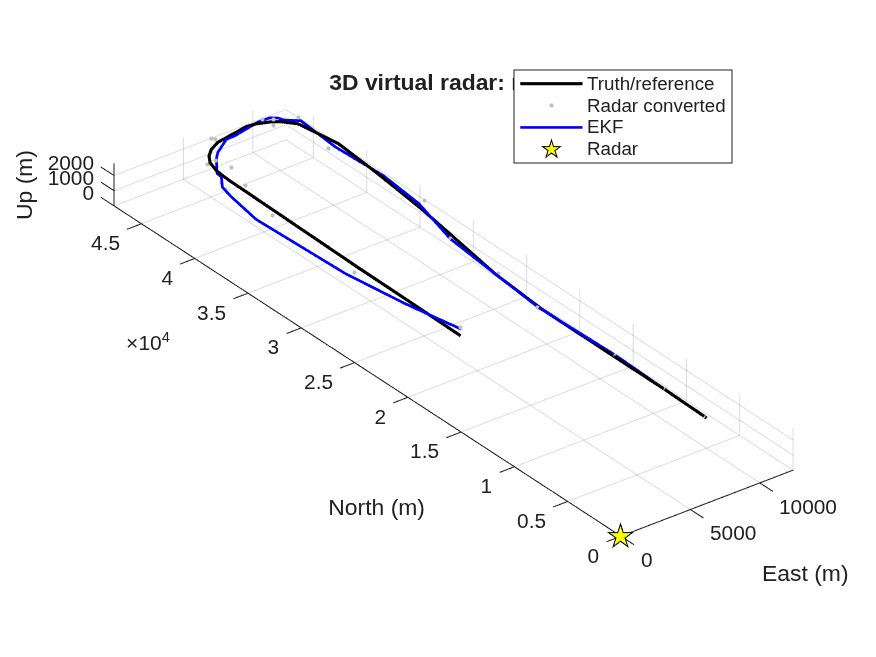 3D virtual radar:
Truth/reference
Radar converted
EKF
Radar
Up (m)
2000
1000
0
4.5
4
3.5
3
2.5
2
1.5
1
0.5
0
×10⁴
North (m)
0
5000
10000
East (m)